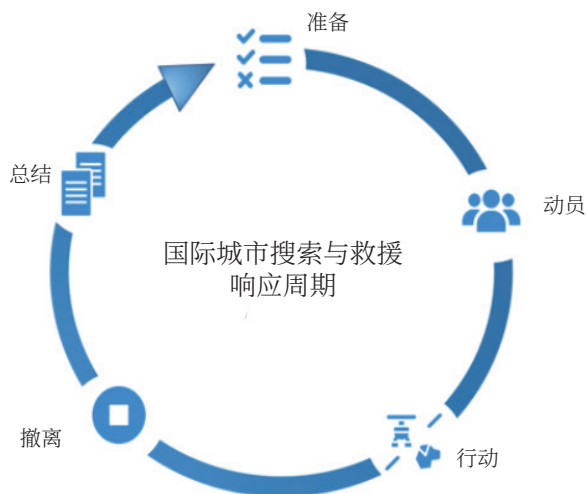 准备
动员
行动
撤离
总结
国际城市搜索与救援
响应周期